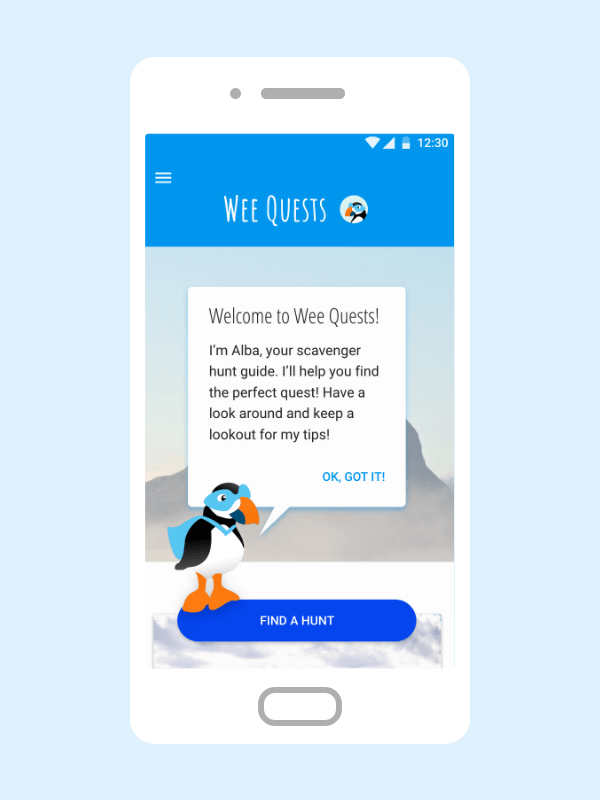 12:30
Wee Quests
Welcome to Wee Quests!
I’m Alba, your scavenger
hunt guide. I’ll help you find
the perfect quest! Have a
look around and keep a
lookout for my tips!
OK, GOT IT!
FIND A HUNT